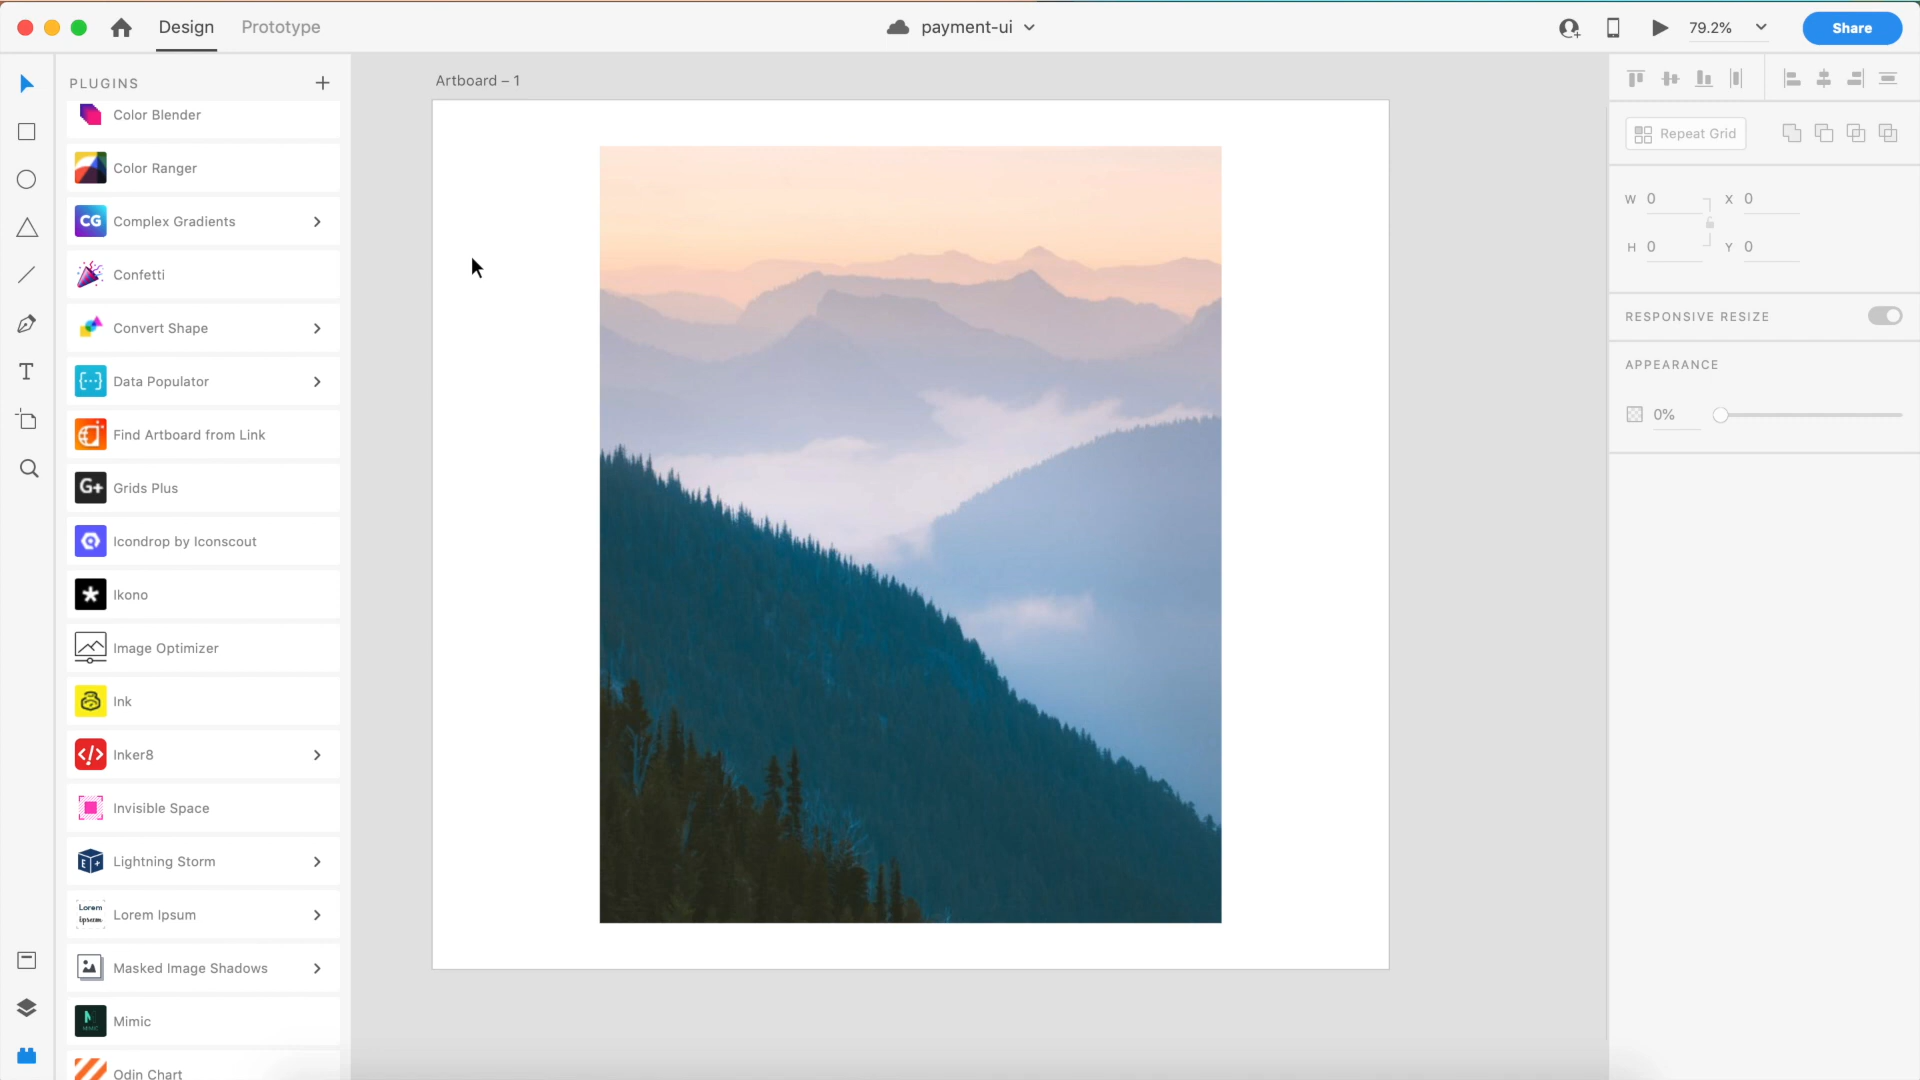 Design
Prototype
payment-ui
79.2%
Share
PLUGINS
Color Blender
Color Ranger
CG
Complex Gradients
Confetti
Convert Shape
Data Populator
Find Artboard from Link
G+
Grids Plus
Icondrop by Iconscout
Ikono
Image Optimizer
Ink
Inker8
Invisible Space
Lightning Storm
Lorem
ipsum
Lorem Ipsum
Masked Image Shadows
M
MIMIC
Mimic
Odin Chart
Artboard – 1
Repeat Grid
W 0
X 0
H 0
Y 0
RESPONSIVE RESIZE
APPEARANCE
0%